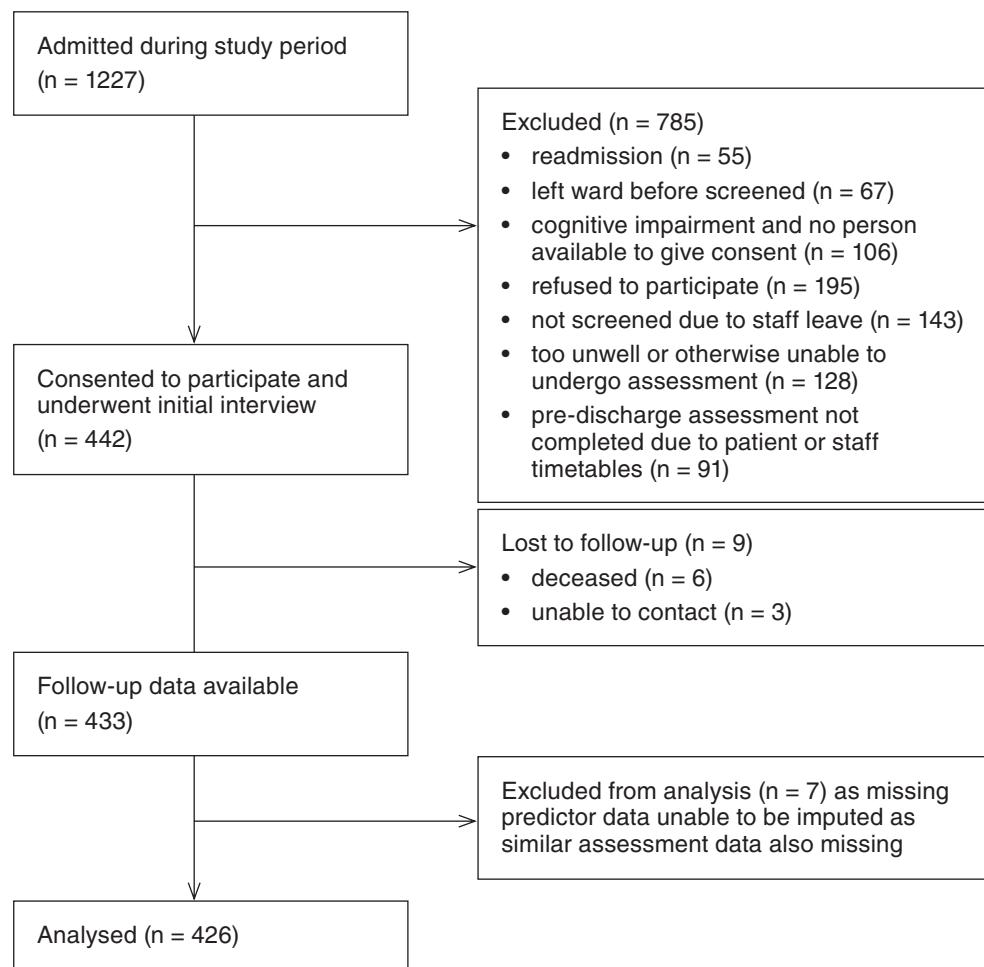 Admitted during study period
(n = 1227)
Excluded (n = 785)
• readmission (n = 55)
• left ward before screened (n = 67)
• cognitive impairment and no person
available to give consent (n = 106)
• refused to participate (n = 195)
• not screened due to staff leave (n = 143)
• too unwell or otherwise unable to
undergo assessment (n = 128)
• pre-discharge assessment not
completed due to patient or staff
timetables (n = 91)
Consented to participate and
underwent initial interview
(n = 442)
Lost to follow-up (n = 9)
• deceased (n = 6)
• unable to contact (n = 3)
Follow-up data available
(n = 433)
Excluded from analysis (n = 7) as missing
predictor data unable to be imputed as
similar assessment data also missing
Analysed (n = 426)